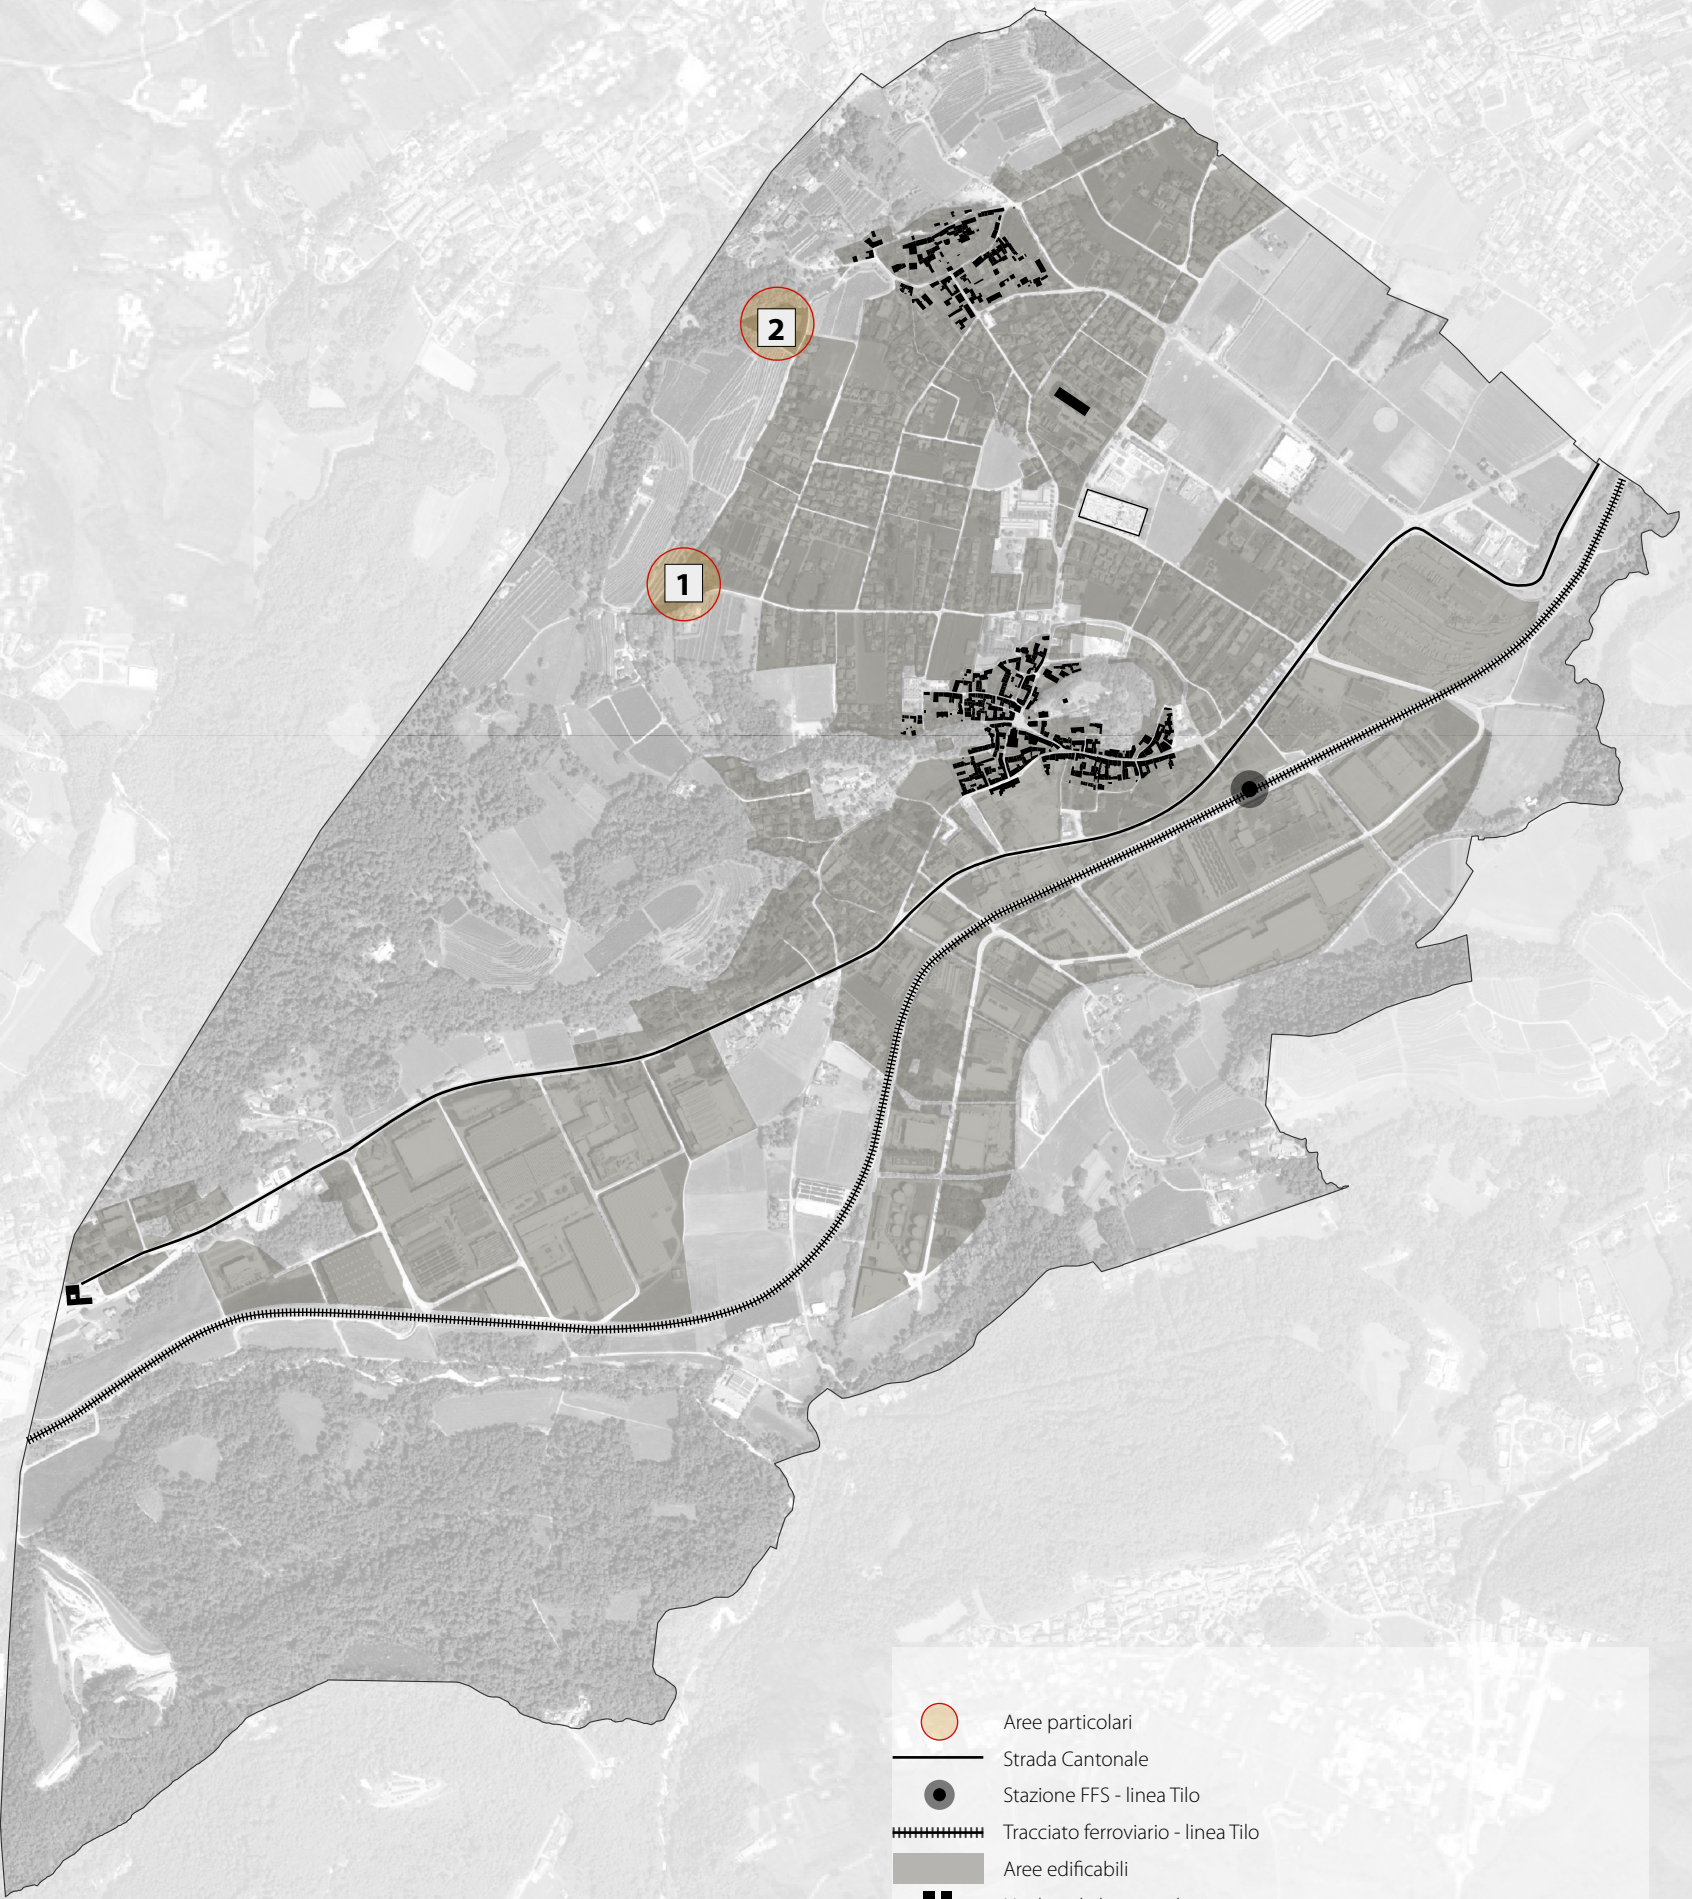 2
1
Aree particolari
Strada Cantonale
Stazione FFS - linea Tilo
Tracciato ferroviario - linea Tilo
Aree edificabili